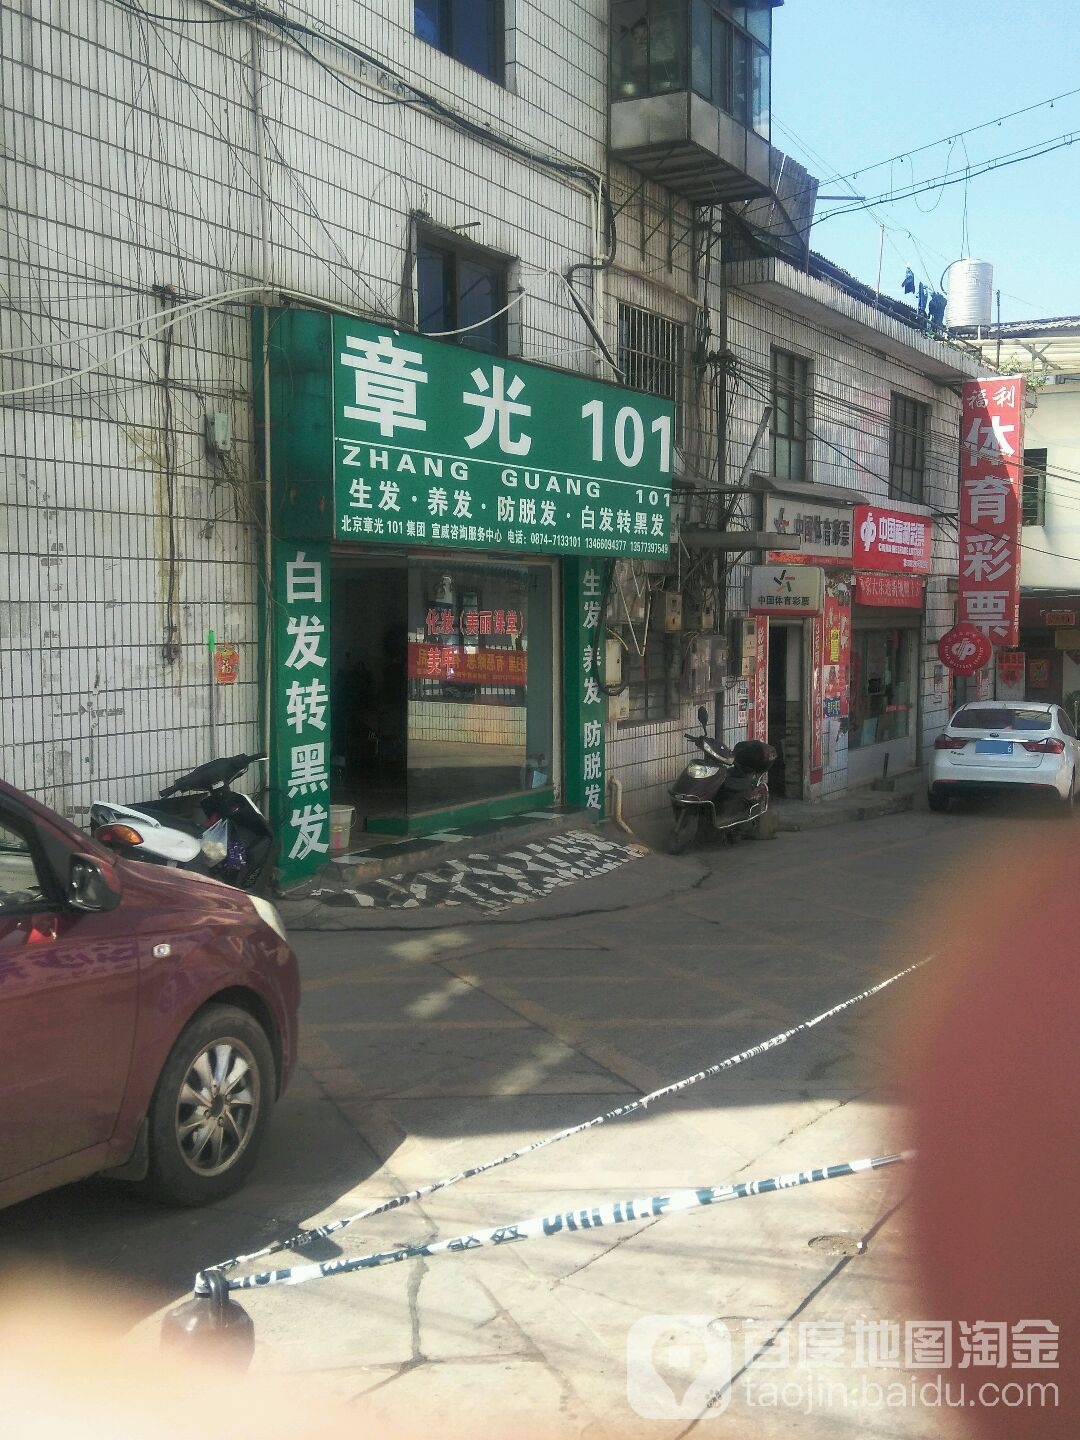 章光 101
ZHANG GUANG 101
生发·养发·防脱发·白发转黑发
北京章光101集团 宣威咨询服务中心 电话：0874-7133101 13466094377 13577397549
白发转黑发
生发 养发 防脱发
化妆（美丽课堂）
美甲
中国体育彩票
中国体育彩票
中国福利彩票
福利
体育彩票
POLICE
百度地图淘金
taojin.baidu.com